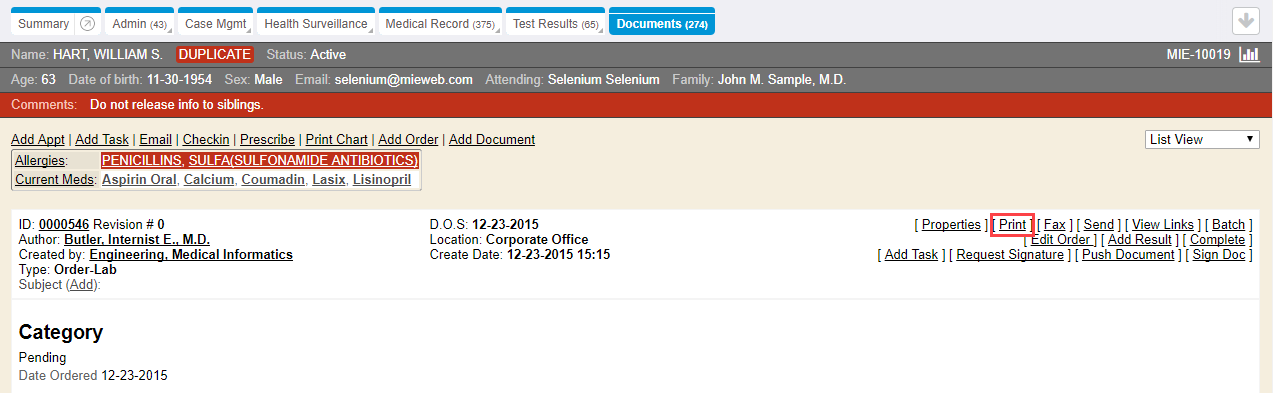 Summary Admin (43) Case Mgmt Health Surveillance Medical Record (375) Test Results (65) Documents (274)
Name: HART, WILLIAM S. DUPLICATE Status: Active MIE-10019
Age: 63 Date of birth: 11-30-1954 Sex: Male Email: selenium@mieweb.com Attending: Selenium Selenium Family: John M. Sample, M.D.
Comments: Do not release info to siblings.
Add Appt | Add Task | Email | Checkin | Prescribe | Print Chart | Add Order | Add Document List View
Allergies: PENICILLINS, SULFA(SULFONAMIDE ANTIBIOTICS)
Current Meds: Aspirin Oral, Calcium, Coumadin, Lasix, Lisinopril
ID: 0000546 Revision # 0 D.O.S: 12-23-2015 [ Properties ] [ Print ] [ Fax ] [ Send ] [ View Links ] [ Batch ]
Author: Butler, Internist E., M.D. Location: Corporate Office [ Edit Order ] [ Add Result ] [ Complete ]
Created by: Engineering, Medical Informatics Create Date: 12-23-2015 15:15 [ Add Task ] [ Request Signature ] [ Push Document ] [ Sign Doc ]
Type: Order-Lab
Subject (Add):
Category
Pending
Date Ordered 12-23-2015